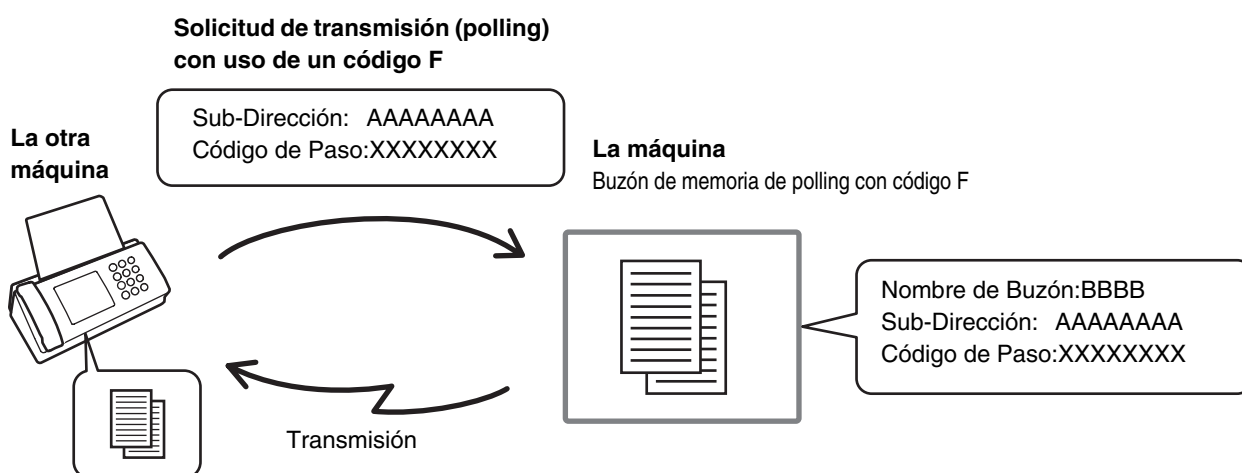 Solicitud de transmisión (polling)
con uso de un código F
Sub-Dirección: AAAAAAAA
Código de Paso:XXXXXXXX
La otra
máquina
La máquina
Buzón de memoria de polling con código F
Nombre de Buzón:BBBB
Sub-Dirección: AAAAAAAA
Código de Paso:XXXXXXXX
Transmisión